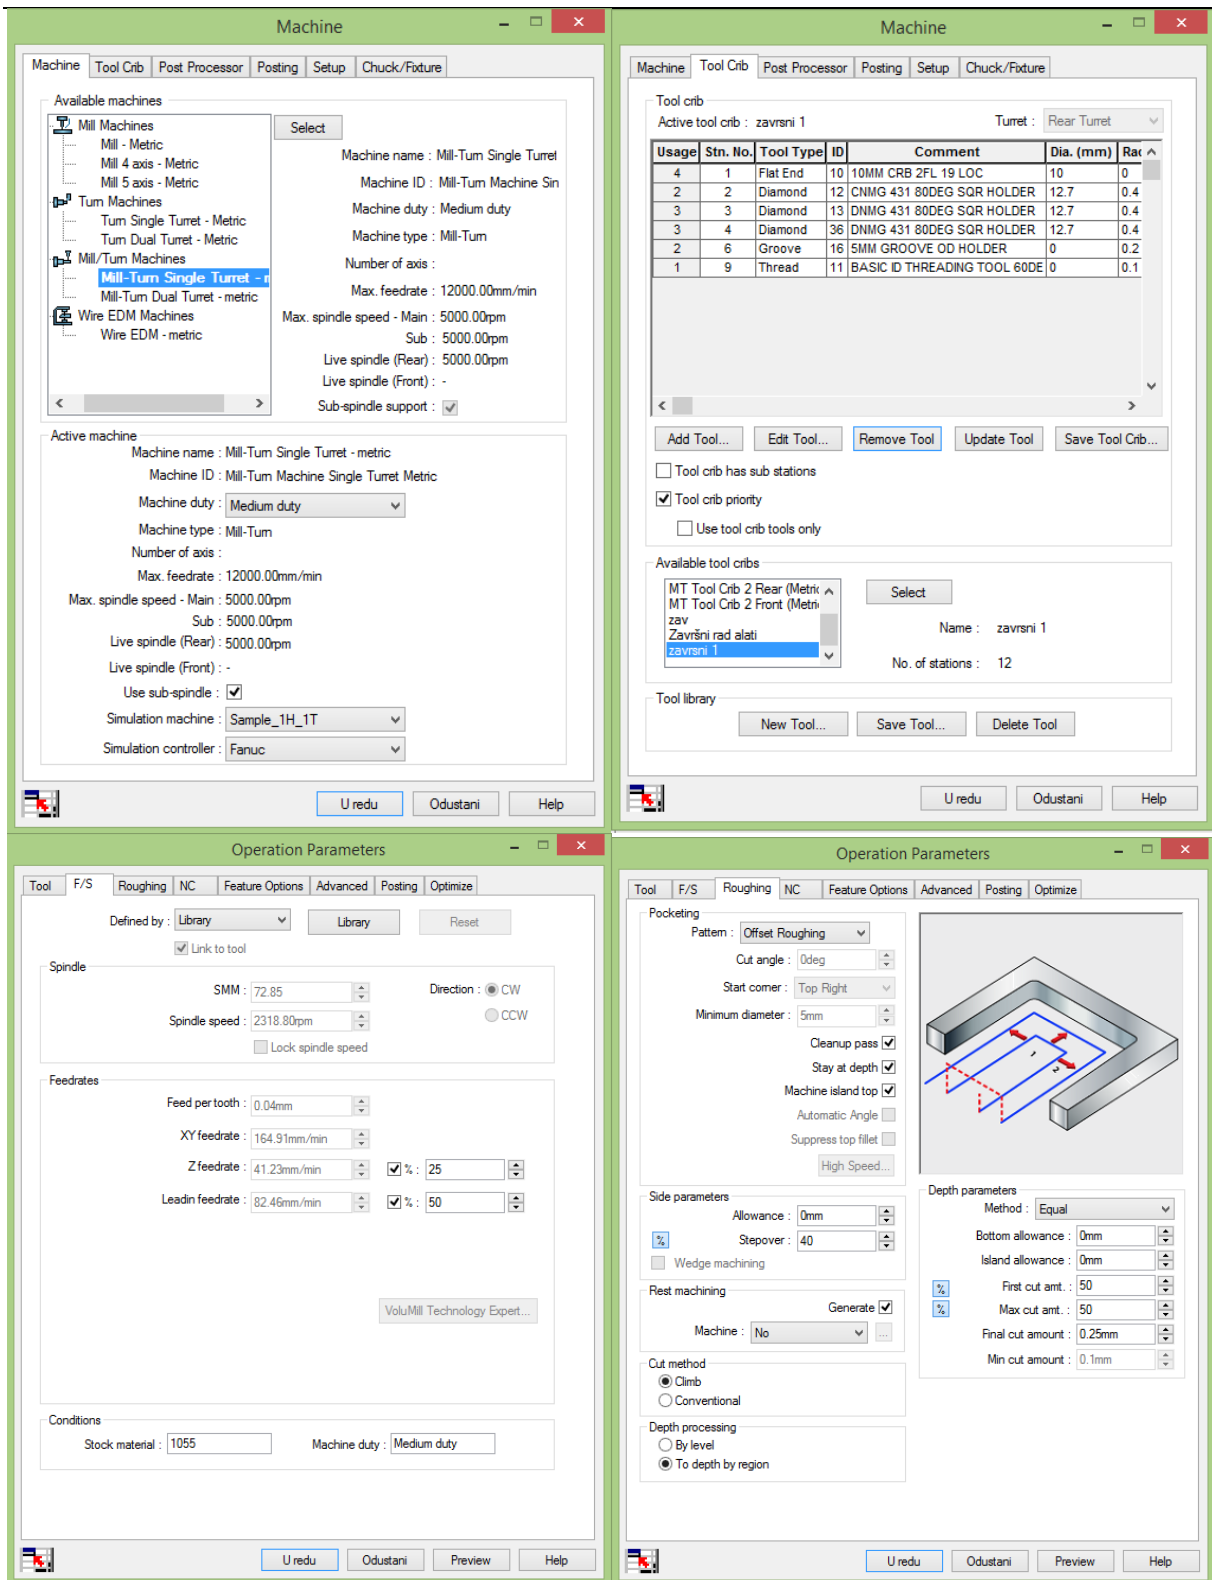 Machine
Machine Tool Crib Post Processor Posting Setup Chuck/Fixture
Available machines
Mill Machines
Mill - Metric
Mill 4 axis - Metric
Mill 5 axis - Metric
Turn Machines
Turn Single Turret - Metric
Turn Dual Turret - Metric
Mill/Turn Machines
Mill-Turn Single Turret - m
Mill-Turn Dual Turret - metric
Wire EDM Machines
Wire EDM - metric
Select
Machine name : Mill-Turn Single Turret
Machine ID : Mill-Turn Machine Sin
Machine duty : Medium duty
Machine type : Mill-Turn
Number of axis :
Max. feedrate : 12000.00mm/min
Max. spindle speed - Main : 5000.00rpm
Sub : 5000.00rpm
Live spindle (Rear) : 5000.00rpm
Live spindle (Front) : -
Sub-spindle support :
Active machine
Machine name : Mill-Turn Single Turret - metric
Machine ID : Mill-Turn Machine Single Turret Metric
Machine duty : Medium duty
Machine type : Mill-Turn
Number of axis :
Max. feedrate : 12000.00mm/min
Max. spindle speed - Main : 5000.00rpm
Sub : 5000.00rpm
Live spindle (Rear) : 5000.00rpm
Live spindle (Front) : -
Use sub-spindle :
Simulation machine : Sample_1H_1T
Simulation controller : Fanuc
U redu Odustani Help
Machine
Machine Tool Crib Post Processor Posting Setup Chuck/Fixture
Tool crib
Active tool crib : zavrsni 1 Turret : Rear Turret
Usage Stn. No. Tool Type ID Comment Dia. (mm) Rad
4 1 Flat End 10 10MM CRB 2FL 19 LOC 10 0
2 2 Diamond 12 CNMG 431 80DEG SQR HOLDER 12.7 0.4
3 3 Diamond 13 DNMG 431 80DEG SQR HOLDER 12.7 0.4
3 4 Diamond 36 DNMG 431 80DEG SQR HOLDER 12.7 0.4
2 6 Groove 16 5MM GROOVE OD HOLDER 0 0.2
1 9 Thread 11 BASIC ID THREADING TOOL 60DE 0 0.1
Add Tool... Edit Tool... Remove Tool Update Tool Save Tool Crib...
Tool crib has sub stations
Tool crib priority
Use tool crib tools only
Available tool cribs
MT Tool Crib 2 Rear (Metric
MT Tool Crib 2 Front (Metri
zav
Završni rad alati
zavrsni 1
Select
Name : zavrsni 1
No. of stations : 12
Tool library
New Tool... Save Tool... Delete Tool
U redu Odustani Help
Operation Parameters
Tool F/S Roughing NC Feature Options Advanced Posting Optimize
Defined by : Library Library Reset
Link to tool
Spindle
SMM : 72.85 Direction : CW
Spindle speed : 2318.80rpm CCW
Lock spindle speed
Feedrates
Feed per tooth : 0.04mm
XY feedrate : 164.91mm/min
Z feedrate : 41.23mm/min % : 25
Leadin feedrate : 82.46mm/min % : 50
VoluMill Technology Expert...
Conditions
Stock material : 1055 Machine duty : Medium duty
U redu Odustani Preview Help
Operation Parameters
Tool F/S Roughing NC Feature Options Advanced Posting Optimize
Pocketing
Pattern : Offset Roughing
Cut angle : 0deg
Start corner : Top Right
Minimum diameter : 5mm
Cleanup pass
Stay at depth
Machine island top
Automatic Angle
Suppress top fillet
High Speed...
1
2
Side parameters
Allowance : 0mm
% Stepover : 40
Wedge machining
Rest machining
Generate
Machine : No ...
Cut method
Climb
Conventional
Depth processing
By level
To depth by region
Depth parameters
Method : Equal
Bottom allowance : 0mm
Island allowance : 0mm
% First cut amt. : 50
% Max cut amt. : 50
Final cut amount : 0.25mm
Min cut amount : 0.1mm
U redu Odustani Preview Help